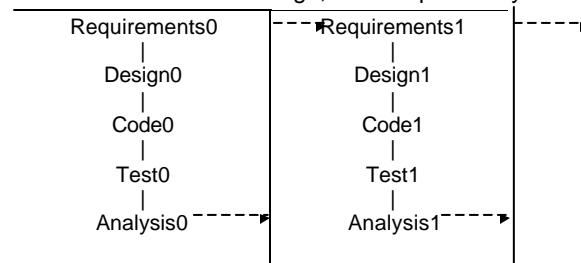 Requirements0 Requirements1
Design0 Design1
Code0 Code1
Test0 Test1
Analysis0 Analysis1